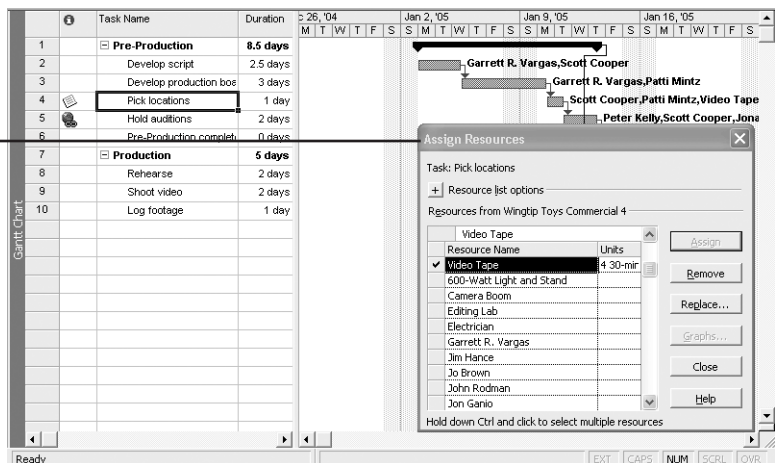 Task Name Duration 26, '04 Jan 2, '05 Jan 9, '05 Jan 16, '05
M T W T F S S M T W T F S S M T W T F S S M T W T F S
1 Pre-Production 8.5 days
2 Develop script 2.5 days Garrett R. Vargas,Scott Cooper
3 Develop production boa 3 days Garrett R. Vargas,Patti Mintz
4 Pick locations 1 day Scott Cooper,Patti Mintz,Video Tape
5 Hold auditions 2 days Peter Kelly,Scott Cooper,Jona
6 Pre-Production complet 0 days
7 Production 5 days
8 Rehearse 2 days
9 Shoot video 2 days
10 Log footage 1 day
Gantt Chart
Assign Resources
Task: Pick locations
+ Resource list options
Resources from Wingtip Toys Commercial 4
Video Tape
Resource Name Units
Video Tape 4 30-min
600-Watt Light and Stand
Camera Boom
Editing Lab
Electrician
Garrett R. Vargas
Jim Hance
Jo Brown
John Rodman
Jon Ganio
Assign
Remove
Replace...
Graphs...
Close
Help
Hold down Ctrl and click to select multiple resources
Ready EXT CAPS NUM SCRL OVR